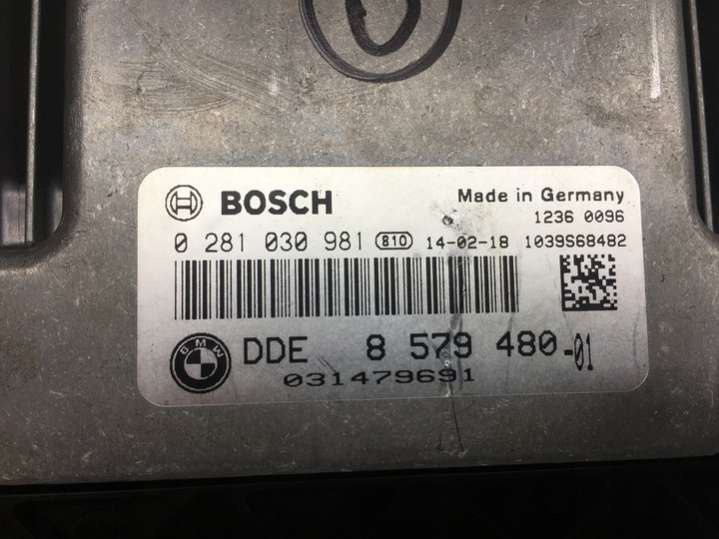 BOSCH
Made in Germany
1236 0096
0 281 030 981 810 14-02-18 1039S68482
BMW DDE 8 579 480-01
031479691